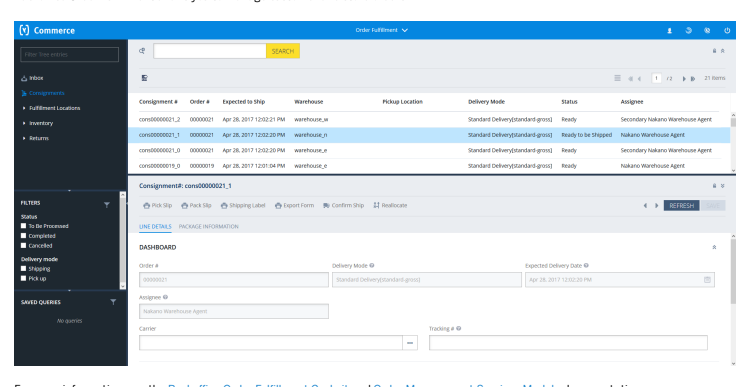 [y] Commerce
Order Fulfillment
Filter Tree entries
SEARCH
Inbox
Consignments
Fulfillment Locations
Inventory
Returns
1 / 2 21 items
Consignment # Order # Expected to Ship Warehouse Pickup Location Delivery Mode Status Assignee
cons00000021_2 00000021 Apr 28, 2017 12:02:21 PM warehouse_w Standard Delivery[standard-gross] Ready Secondary Nakano Warehouse Agent
cons00000021_1 00000021 Apr 28, 2017 12:02:20 PM warehouse_n Standard Delivery[standard-gross] Ready to be Shipped Nakano Warehouse Agent
cons00000021_0 00000021 Apr 28, 2017 12:02:20 PM warehouse_e Standard Delivery[standard-gross] Ready Secondary Nakano Warehouse Agent
cons00000019_0 00000019 Apr 28, 2017 12:01:04 PM warehouse_e Standard Delivery[standard-gross] Ready Nakano Warehouse Agent
Consignment#: cons00000021_1
Pick Slip Pack Slip Shipping Label Export Form Confirm Ship Reallocate
REFRESH
LINE DETAILS PACKAGE INFORMATION
DASHBOARD
Order # Delivery Mode Expected Delivery Date
00000021 Standard Delivery[standard-gross] Apr 28, 2017 12:02:20 PM
Assignee
Nakano Warehouse Agent
Carrier Tracking #
FILTERS
Status
To Be Processed
Completed
Cancelled
Delivery mode
Shipping
Pick up
SAVED QUERIES
No queries